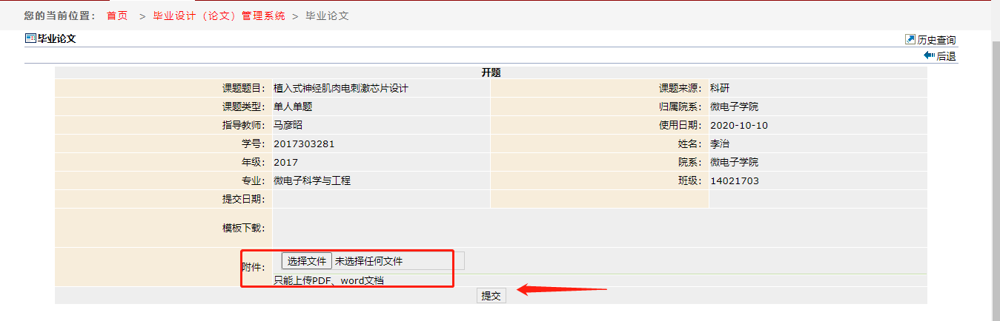 您的当前位置： 首页 > 毕业设计（论文）管理系统 > 毕业论文
毕业论文
历史查询
后退
开题
课题题目： 植入式神经肌肉电刺激芯片设计 课题来源： 科研
课题类型： 单人单题 归属院系： 微电子学院
指导教师： 马彦昭 使用日期： 2020-10-10
学号： 2017303281 姓名： 李治
年级： 2017 院系： 微电子学院
专业： 微电子科学与工程 班级： 14021703
提交日期：
模板下载：
附件： 选择文件 未选择任何文件
只能上传PDF、word文档
提交